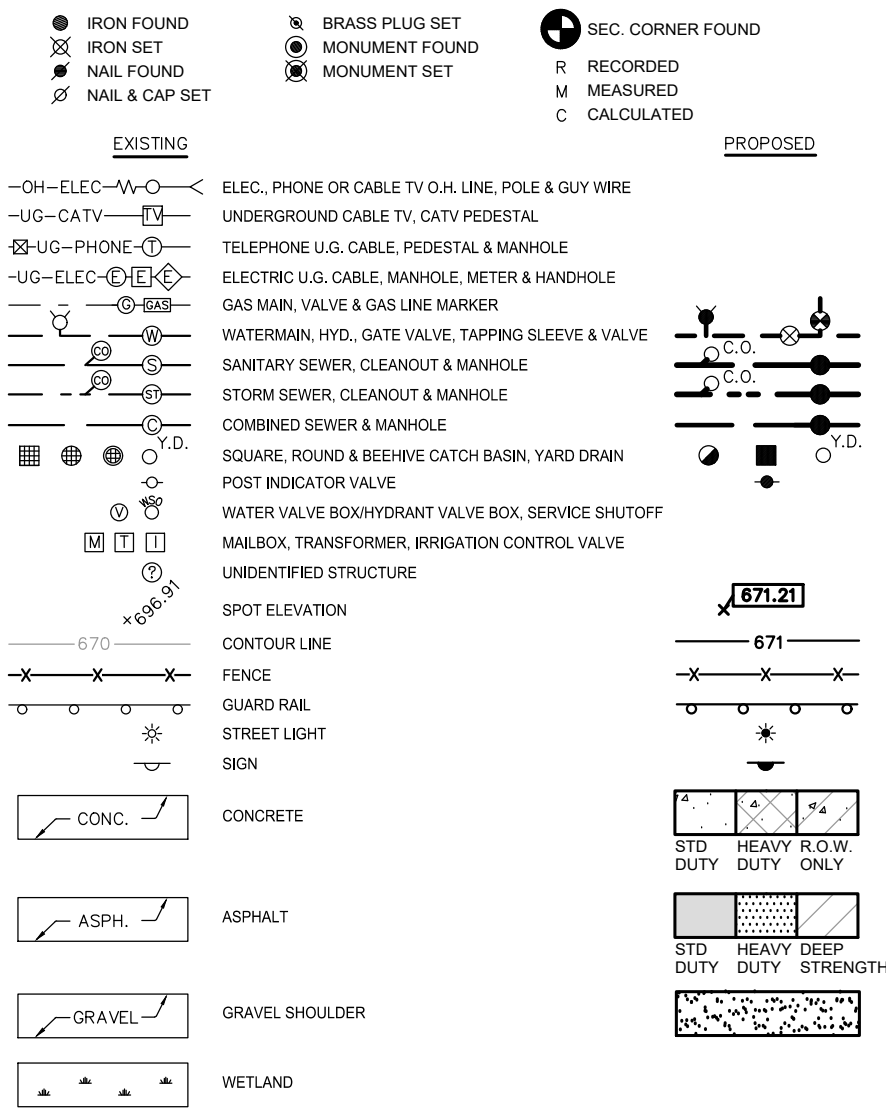 IRON FOUND
IRON SET
NAIL FOUND
NAIL & CAP SET
BRASS PLUG SET
MONUMENT FOUND
MONUMENT SET
SEC. CORNER FOUND
R RECORDED
M MEASURED
C CALCULATED
EXISTING PROPOSED
OH-ELEC ELEC., PHONE OR CABLE TV O.H. LINE, POLE & GUY WIRE
UG-CATV TV UNDERGROUND CABLE TV, CATV PEDESTAL
UG-PHONE T TELEPHONE U.G. CABLE, PEDESTAL & MANHOLE
UG-ELEC E E E ELECTRIC U.G. CABLE, MANHOLE, METER & HANDHOLE
G GAS GAS MAIN, VALVE & GAS LINE MARKER
W WATERMAIN, HYD., GATE VALVE, TAPPING SLEEVE & VALVE
CO S SANITARY SEWER, CLEANOUT & MANHOLE C.O.
CO ST STORM SEWER, CLEANOUT & MANHOLE C.O.
C COMBINED SEWER & MANHOLE
Y.D. SQUARE, ROUND & BEEHIVE CATCH BASIN, YARD DRAIN Y.D.
POST INDICATOR VALVE
V WSO WATER VALVE BOX/HYDRANT VALVE BOX, SERVICE SHUTOFF
M T I MAILBOX, TRANSFORMER, IRRIGATION CONTROL VALVE
? UNIDENTIFIED STRUCTURE
+696.91 SPOT ELEVATION 671.21
670 CONTOUR LINE 671
FENCE
GUARD RAIL
STREET LIGHT
SIGN
CONC. CONCRETE
STD DUTY
HEAVY DUTY
R.O.W. ONLY
ASPH. ASPHALT
STD DUTY
HEAVY DUTY
DEEP STRENGTH
GRAVEL GRAVEL SHOULDER
WETLAND